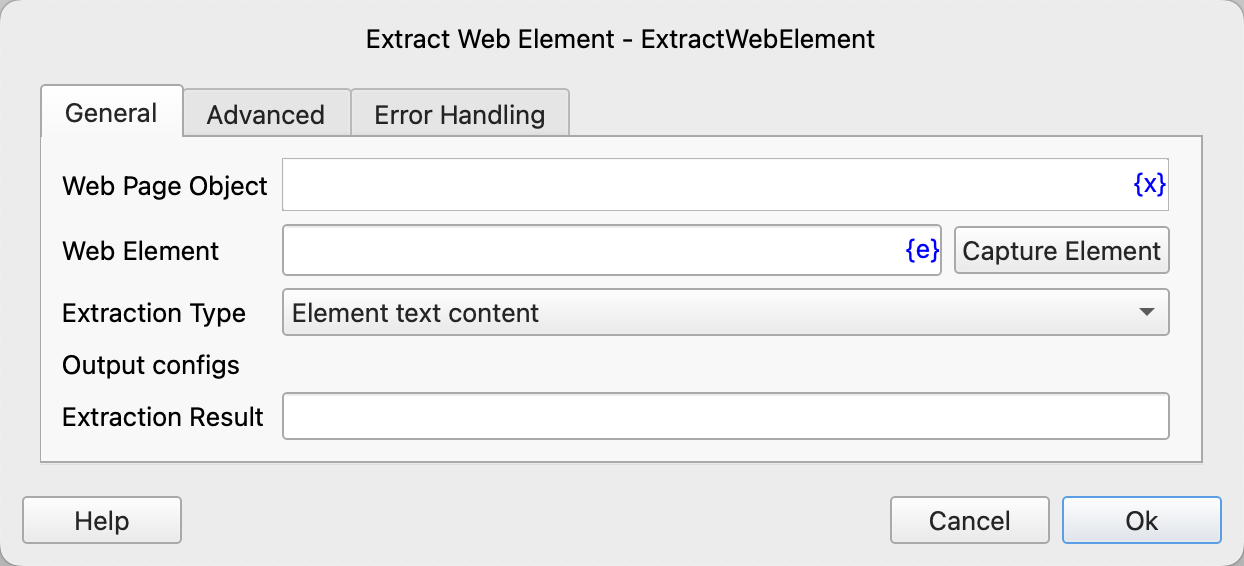 Extract Web Element - ExtractWebElement
General Advanced Error Handling
Web Page Object {x}
Web Element {e} Capture Element
Extraction Type Element text content
Output configs
Extraction Result
Help Cancel Ok